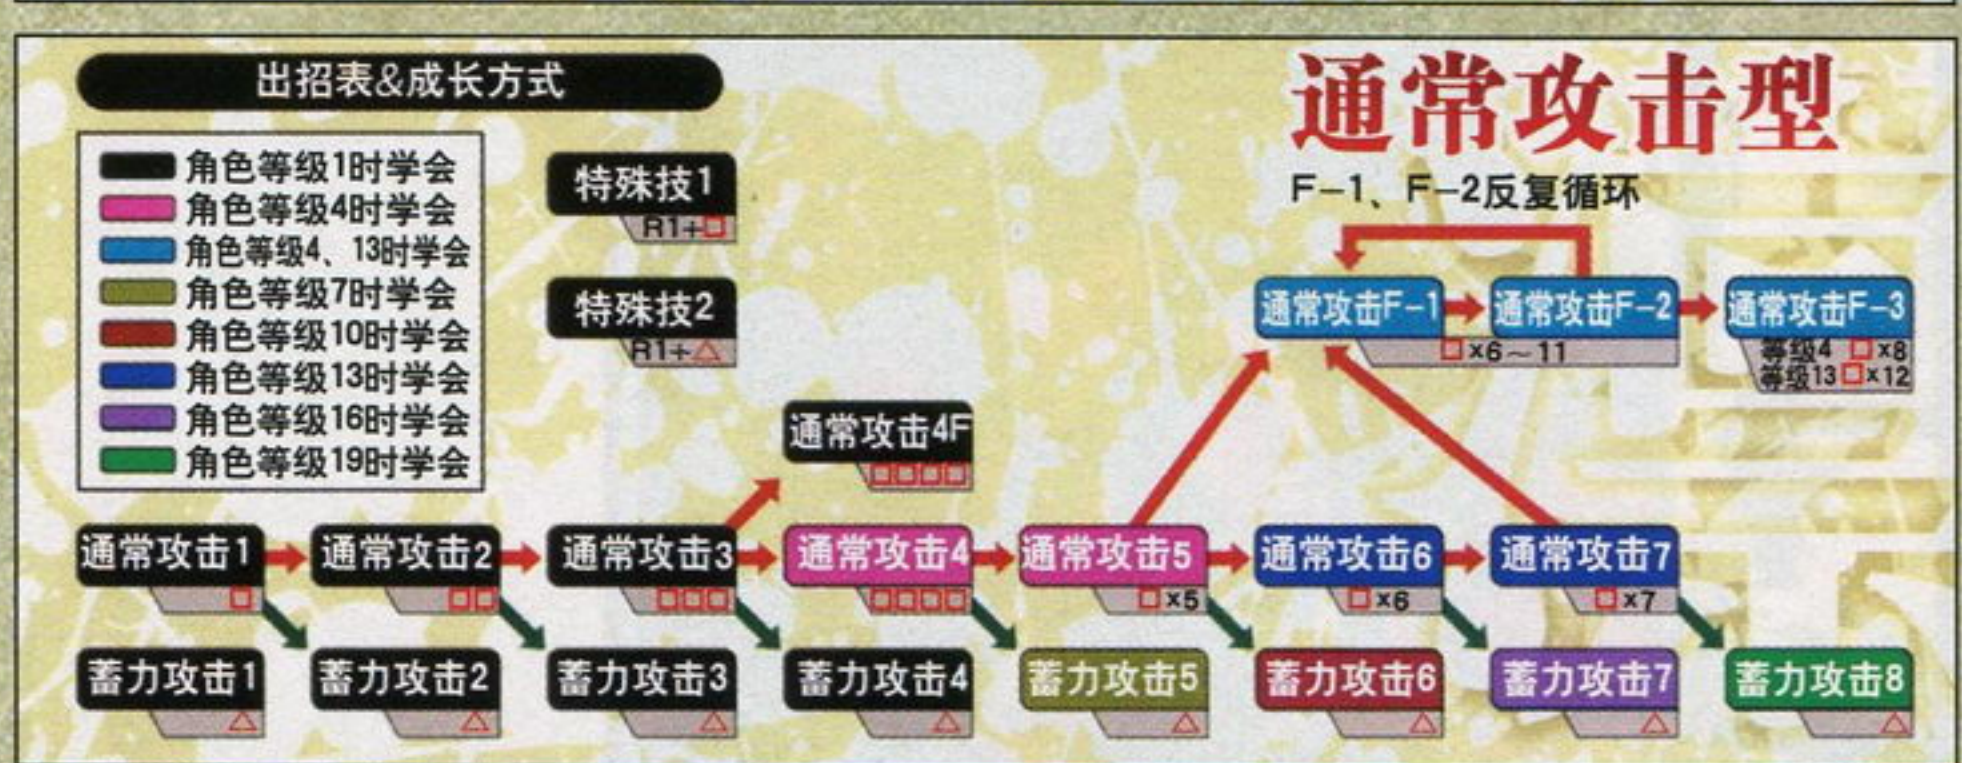 出招表&成长方式
通常攻击型
F-1、F-2反复循环
角色等级1时学会
角色等级4时学会
角色等级4、13时学会
角色等级7时学会
角色等级10时学会
角色等级13时学会
角色等级16时学会
角色等级19时学会
特殊技1
R1+□
特殊技2
R1+△
通常攻击F-1 通常攻击F-2 通常攻击F-3
□x6~11
等级4 □x8
等级13 □x12
通常攻击4F
□□□□
通常攻击1 通常攻击2 通常攻击3 通常攻击4 通常攻击5 通常攻击6 通常攻击7
□ □□ □□□ □□□□ □x5 □x6 □x7
蓄力攻击1 蓄力攻击2 蓄力攻击3 蓄力攻击4 蓄力攻击5 蓄力攻击6 蓄力攻击7 蓄力攻击8
△ △ △ △ △ △ △ △